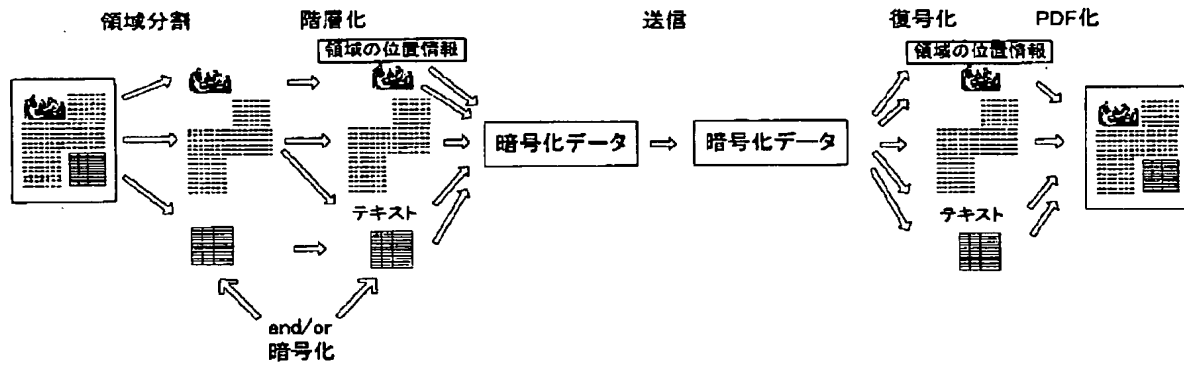 領域分割 階層化 送信 復号化 PDF化
領域の位置情報 領域の位置情報
暗号化データ 暗号化データ
テキスト テキスト
and/or
暗号化